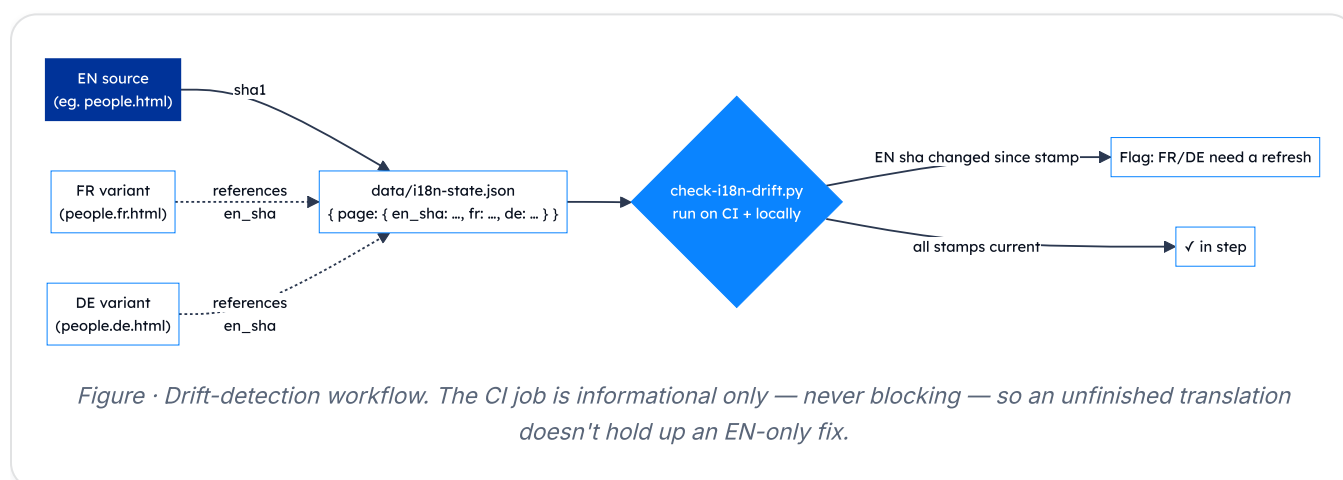 EN source
(eg. people.html)
sha1
FR variant
(people.fr.html)
references
en_sha
data/i18n-state.json
{ page: { en_sha: …, fr: …, de: … } }
DE variant
(people.de.html)
references
en_sha
check-i18n-drift.py
run on CI + locally
EN sha changed since stamp
Flag: FR/DE need a refresh
all stamps current
✓ in step
Figure · Drift-detection workflow. The CI job is informational only — never blocking — so an unfinished translation
doesn't hold up an EN-only fix.